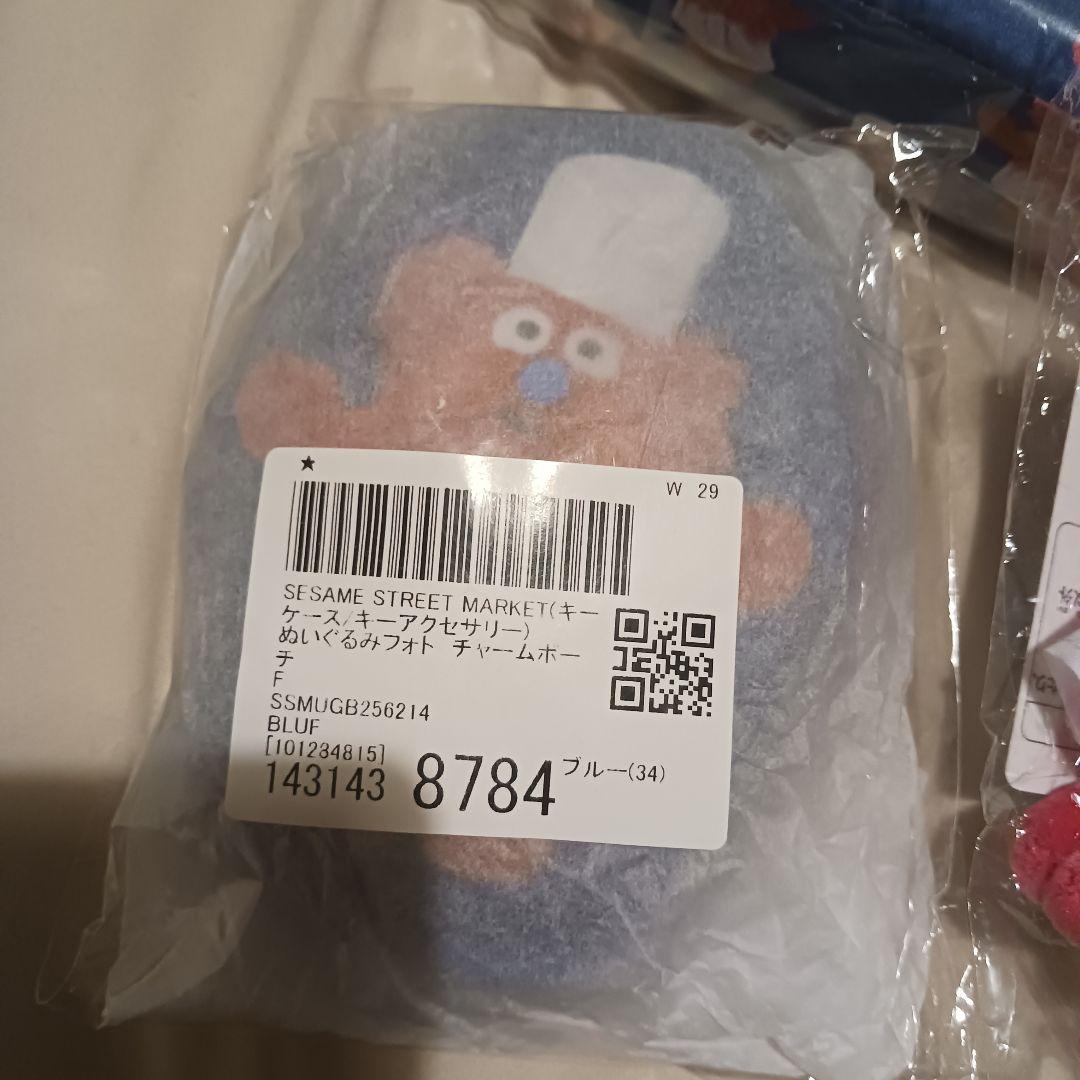 ★
W 29
SESAME STREET MARKET(キー
ケース/キーアクセサリー)
ぬいぐるみフォト チャームポー
チ
F
SSMUGB256214
BLUF
[101234815]
143143 8784 ブルー(34)